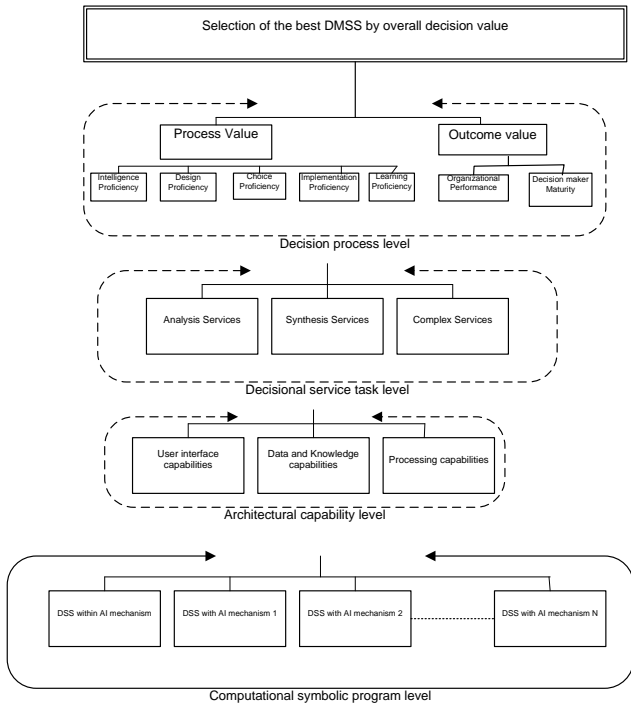 Selection of the best DMSS by overall decision value
Process Value
Outcome value
Intelligence
Proficiency
Design
Proficiency
Choice
Proficiency
Implementation
Proficiency
Learning
Proficiency
Organizational
Performance
Decision maker
Maturity
Decision process level
Analysis Services
Synthesis Services
Complex Services
Decisional service task level
User interface
capabilities
Data and Knowledge
capabilities
Processing capabilities
Architectural capability level
DSS within AI mechanism
DSS with AI mechanism 1
DSS with AI mechanism 2
DSS with AI mechanism N
Computational symbolic program level